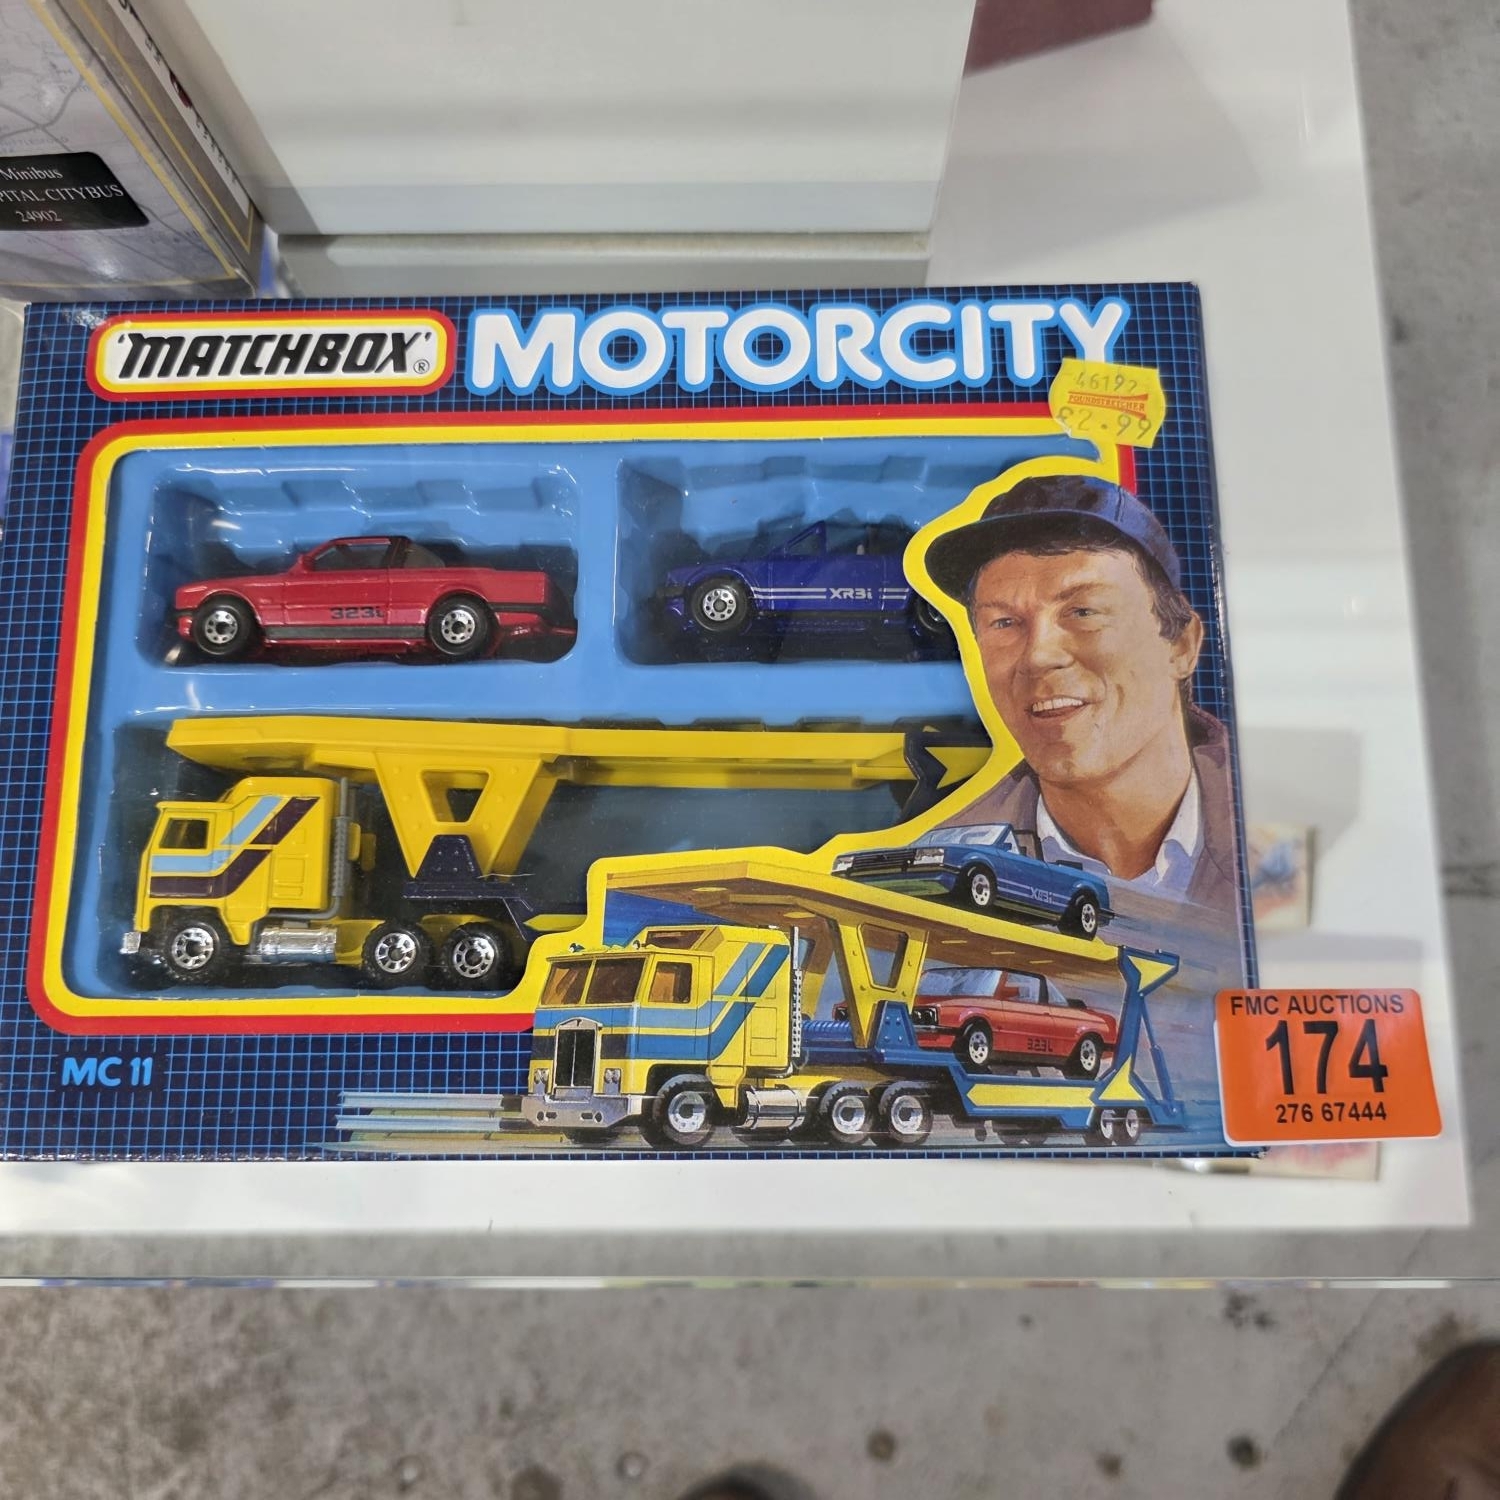 Minibus
CITYBUS
24902
'MATCHBOX'®
MOTORCITY
46192
POUNDSTRETCHER
£2.99
323i
XR3i
XR3i
323i
MC 11
FMC AUCTIONS
174
276 67444